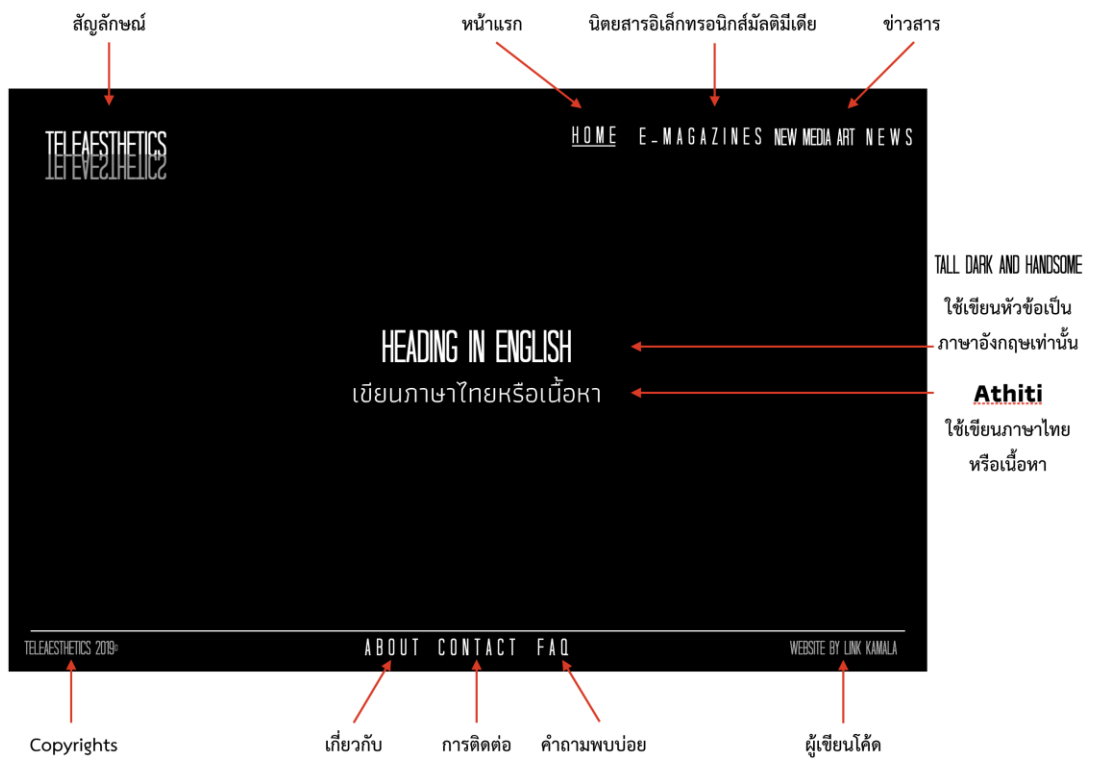 สัญลักษณ์
หน้าแรก
นิตยสารอิเล็กทรอนิกส์มัลติมีเดีย
ข่าวสาร
TELEAESTHETICS
TELEAESTHETICS
HOME
E-MAGAZINES
NEW MEDIA ART
NEWS
TALL DARK AND HANDSOME
ใช้เขียนหัวข้อเป็น
ภาษาอังกฤษเท่านั้น
HEADING IN ENGLISH
เขียนภาษาไทยหรือเนื้อหา
Athiti
ใช้เขียนภาษาไทย
หรือเนื้อหา
TELEAESTHETICS 2019©
ABOUT
CONTACT
FAQ
WEBSITE BY LINK KAMALA
Copyrights
เกี่ยวกับ
การติดต่อ
คำถามพบบ่อย
ผู้เขียนโค้ด